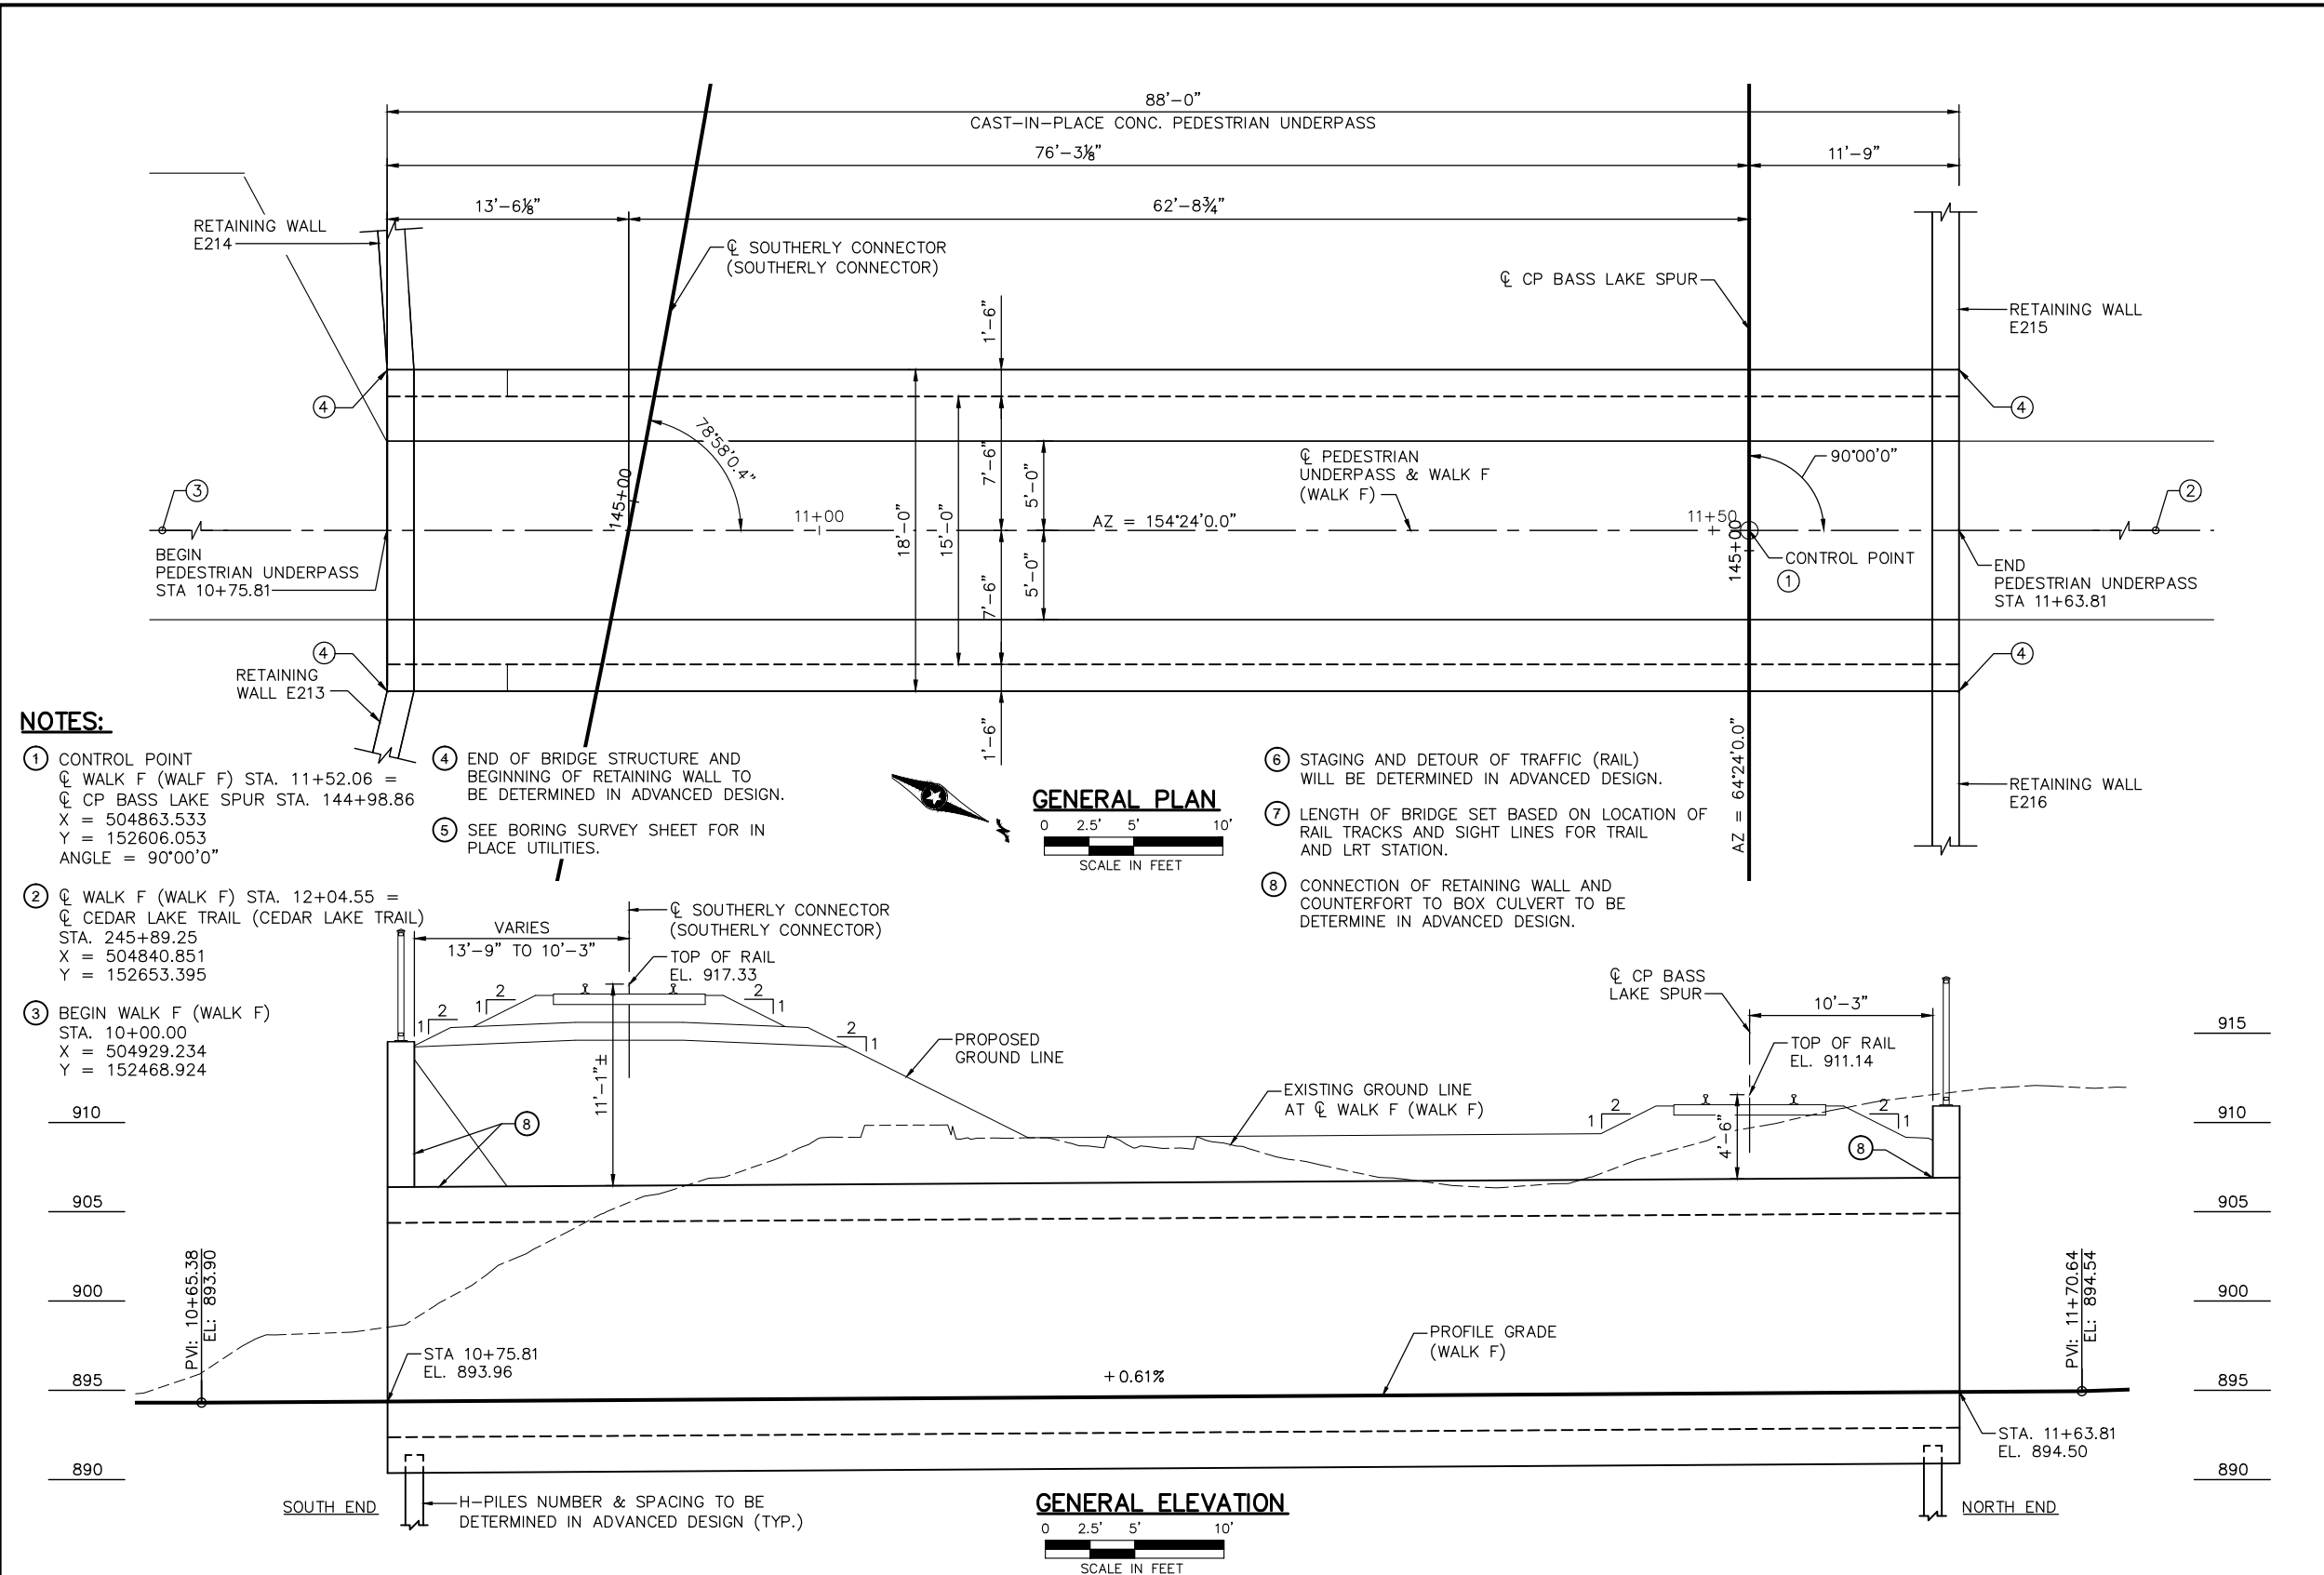 88'-0"
CAST-IN-PLACE CONC. PEDESTRIAN UNDERPASS
76'-3⅛"
11'-9"
13'-6⅛"
62'-8¾"
RETAINING WALL
E214
℄ SOUTHERLY CONNECTOR
(SOUTHERLY CONNECTOR)
℄ CP BASS LAKE SPUR
RETAINING WALL
E215
1'-6"
4
4
78°58'0.4"
7'-6"
5'-0"
℄ PEDESTRIAN
UNDERPASS & WALK F
(WALK F)
90°00'0"
3
2
145+00
11+00
18'-0"
15'-0"
AZ = 154°24'0.0"
11+50
145+00
BEGIN
PEDESTRIAN UNDERPASS
STA 10+75.81
7'-6"
5'-0"
CONTROL POINT
1
END
PEDESTRIAN UNDERPASS
STA 11+63.81
4
4
RETAINING
WALL E213
1'-6"
AZ = 64°24'0.0"
RETAINING WALL
E216
NOTES:
1 CONTROL POINT
℄ WALK F (WALF F) STA. 11+52.06 =
℄ CP BASS LAKE SPUR STA. 144+98.86
X = 504863.533
Y = 152606.053
ANGLE = 90°00'0"
2 ℄ WALK F (WALK F) STA. 12+04.55 =
℄ CEDAR LAKE TRAIL (CEDAR LAKE TRAIL)
STA. 245+89.25
X = 504840.851
Y = 152653.395
3 BEGIN WALK F (WALK F)
STA. 10+00.00
X = 504929.234
Y = 152468.924
4 END OF BRIDGE STRUCTURE AND
BEGINNING OF RETAINING WALL TO
BE DETERMINED IN ADVANCED DESIGN.
5 SEE BORING SURVEY SHEET FOR IN
PLACE UTILITIES.
N
GENERAL PLAN
0 2.5' 5' 10'
SCALE IN FEET
6 STAGING AND DETOUR OF TRAFFIC (RAIL)
WILL BE DETERMINED IN ADVANCED DESIGN.
7 LENGTH OF BRIDGE SET BASED ON LOCATION OF
RAIL TRACKS AND SIGHT LINES FOR TRAIL
AND LRT STATION.
8 CONNECTION OF RETAINING WALL AND
COUNTERFORT TO BOX CULVERT TO BE
DETERMINE IN ADVANCED DESIGN.
℄ SOUTHERLY CONNECTOR
(SOUTHERLY CONNECTOR)
VARIES
13'-9" TO 10'-3"
TOP OF RAIL
EL. 917.33
℄ CP BASS
LAKE SPUR
10'-3"
2
1
2
1
2
1
2
1
915
PROPOSED
GROUND LINE
TOP OF RAIL
EL. 911.14
11'-1"±
EXISTING GROUND LINE
AT ℄ WALK F (WALK F)
2
1
2
1
910
910
8
4'-6"
8
905
905
PVI: 10+65.38
EL: 893.90
900
900
PVI: 11+70.64
EL: 894.54
PROFILE GRADE
(WALK F)
STA 10+75.81
EL. 893.96
895
+0.61%
895
STA. 11+63.81
EL. 894.50
890
890
SOUTH END
H-PILES NUMBER & SPACING TO BE
DETERMINED IN ADVANCED DESIGN (TYP.)
GENERAL ELEVATION
0 2.5' 5' 10'
SCALE IN FEET
NORTH END